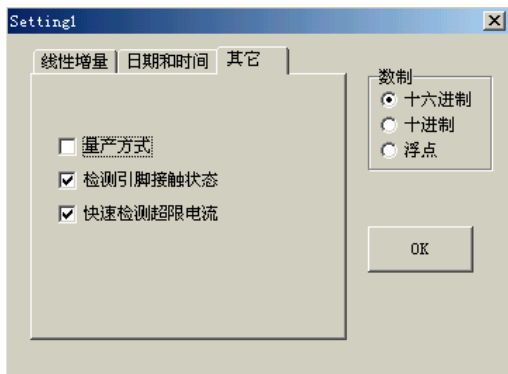 Setting1
线性增量 日期和时间 其它
量产方式
检测引脚接触状态
快速检测超限电流
数制
十六进制
十进制
浮点
OK